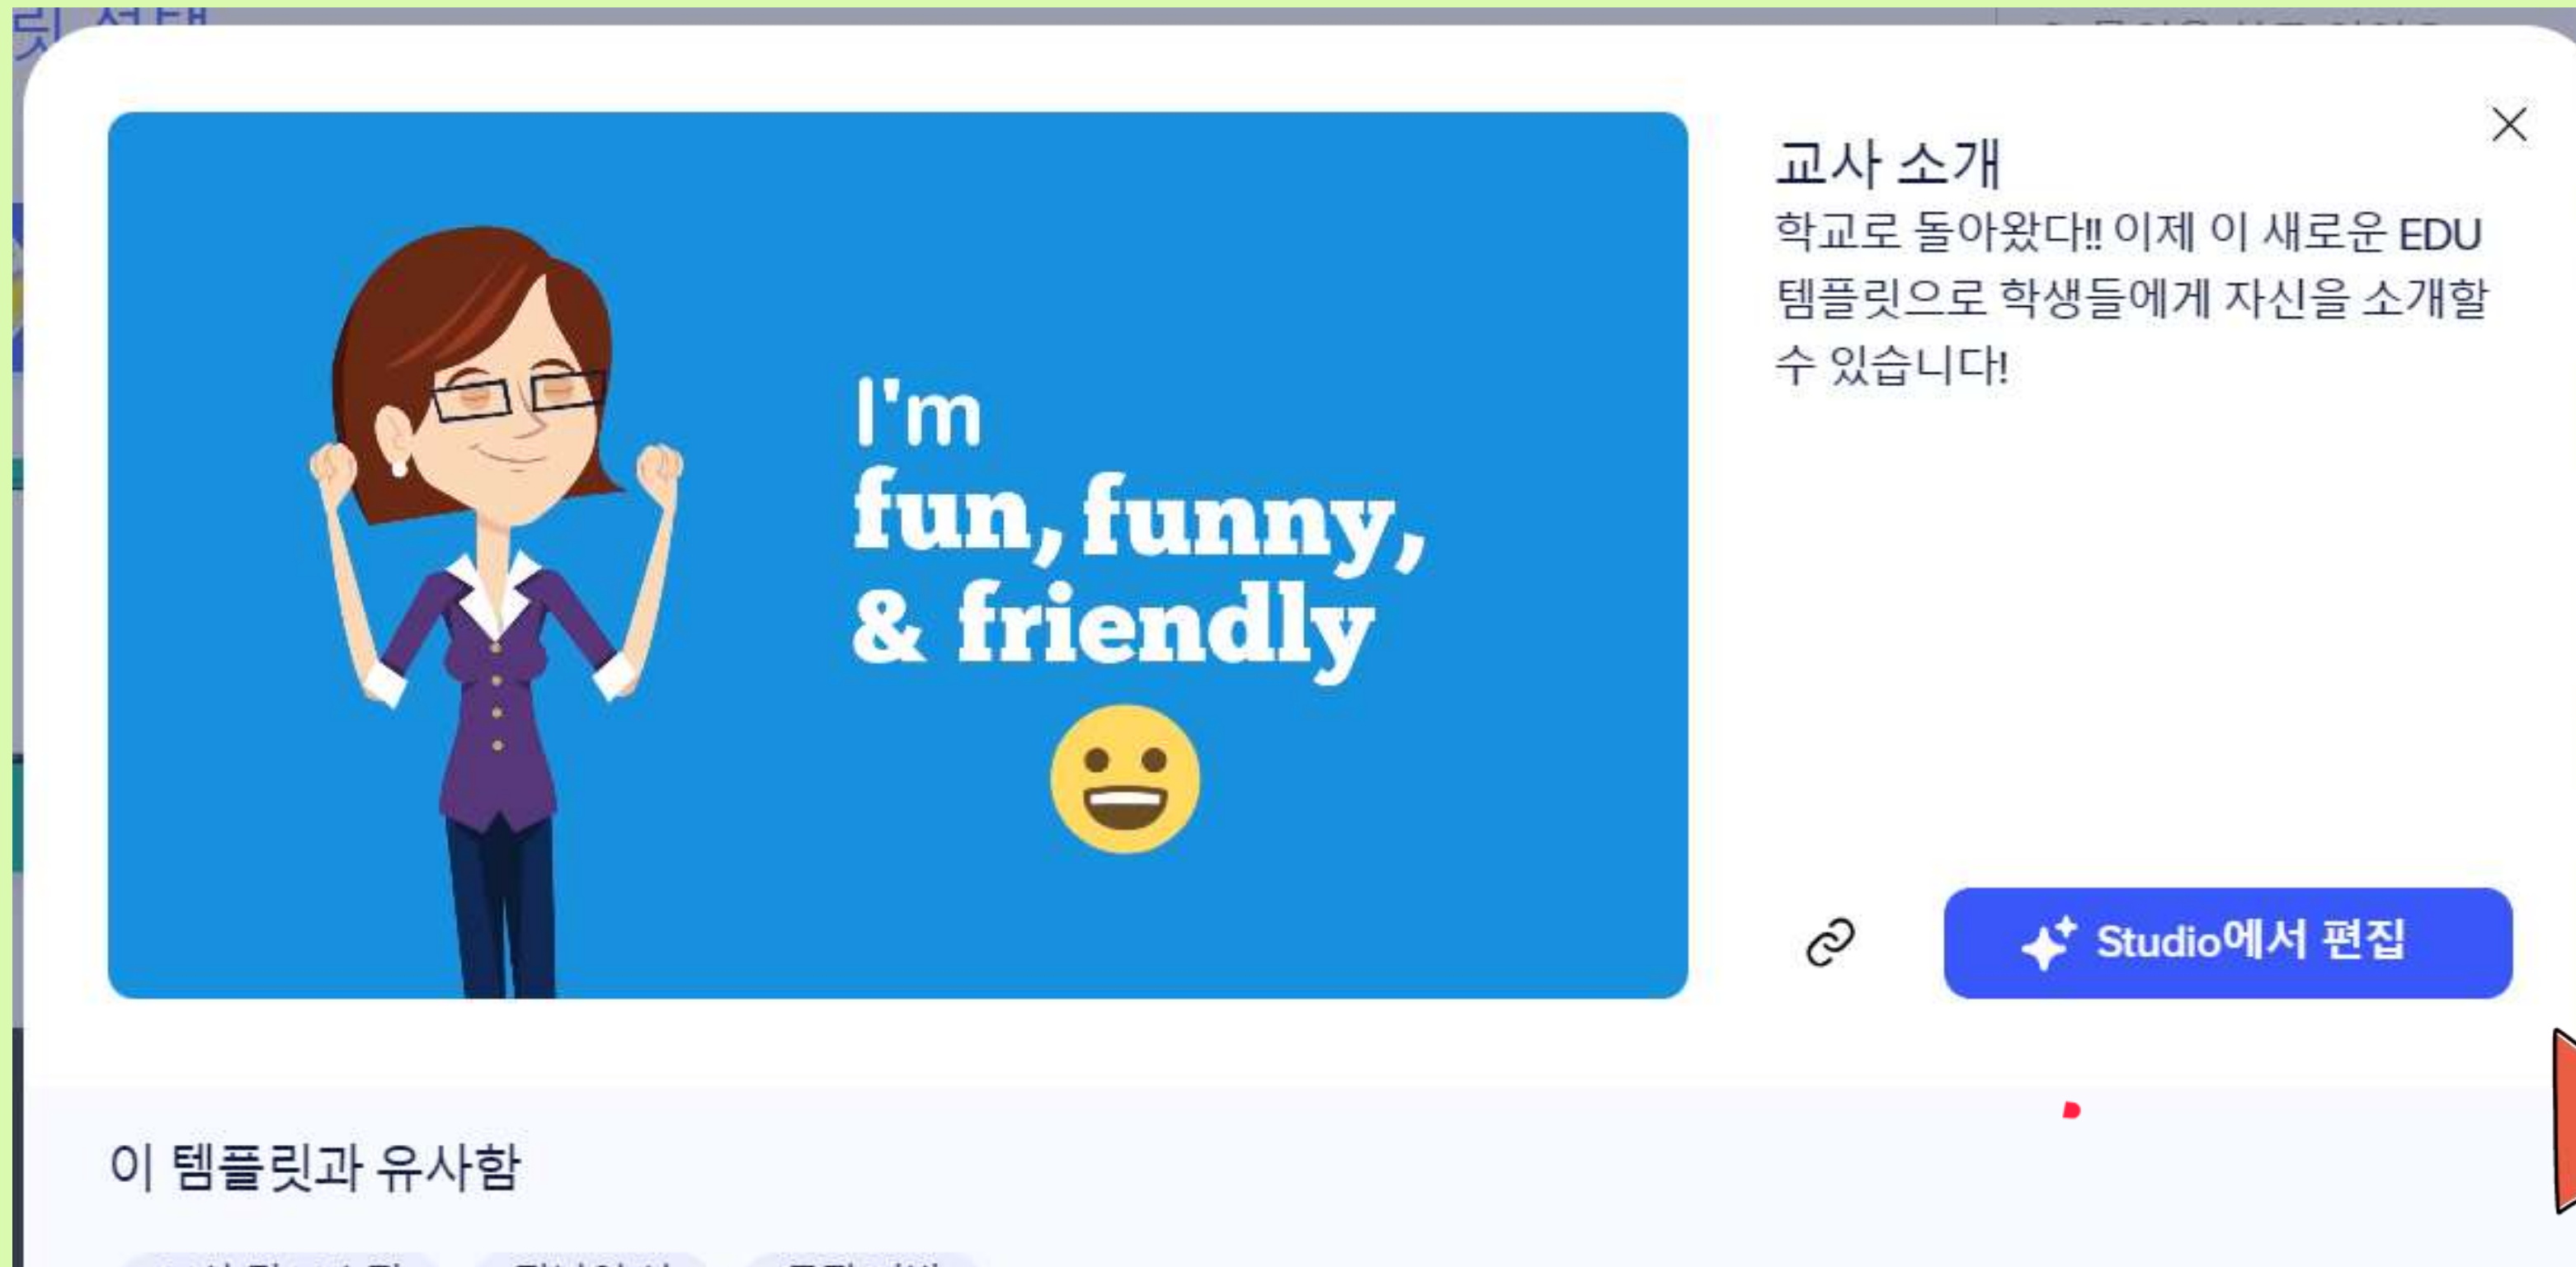 릿 선택
I'm
fun, funny,
& friendly
교사 소개
학교로 돌아왔다!! 이제 이 새로운 EDU
템플릿으로 학생들에게 자신을 소개할
수 있습니다!
Studio에서 편집
이 템플릿과 유사함